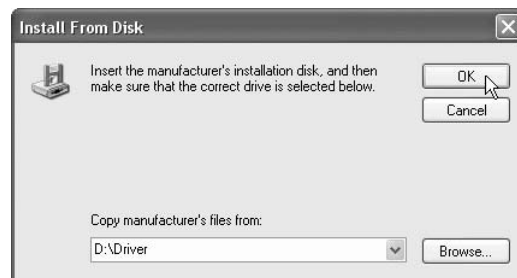 Install From Disk
Insert the manufacturer's installation disk, and then
make sure that the correct drive is selected below.
OK
Cancel
Copy manufacturer's files from:
D:\Driver
Browse...